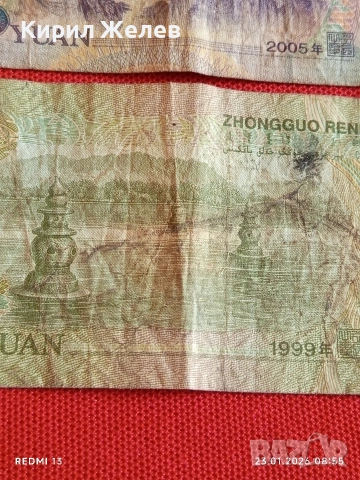 Кирил Желев
YUAN
2005年
ZHONGGUO REN
UAN
1999年
REDMI 13
23.01.2026 08:55